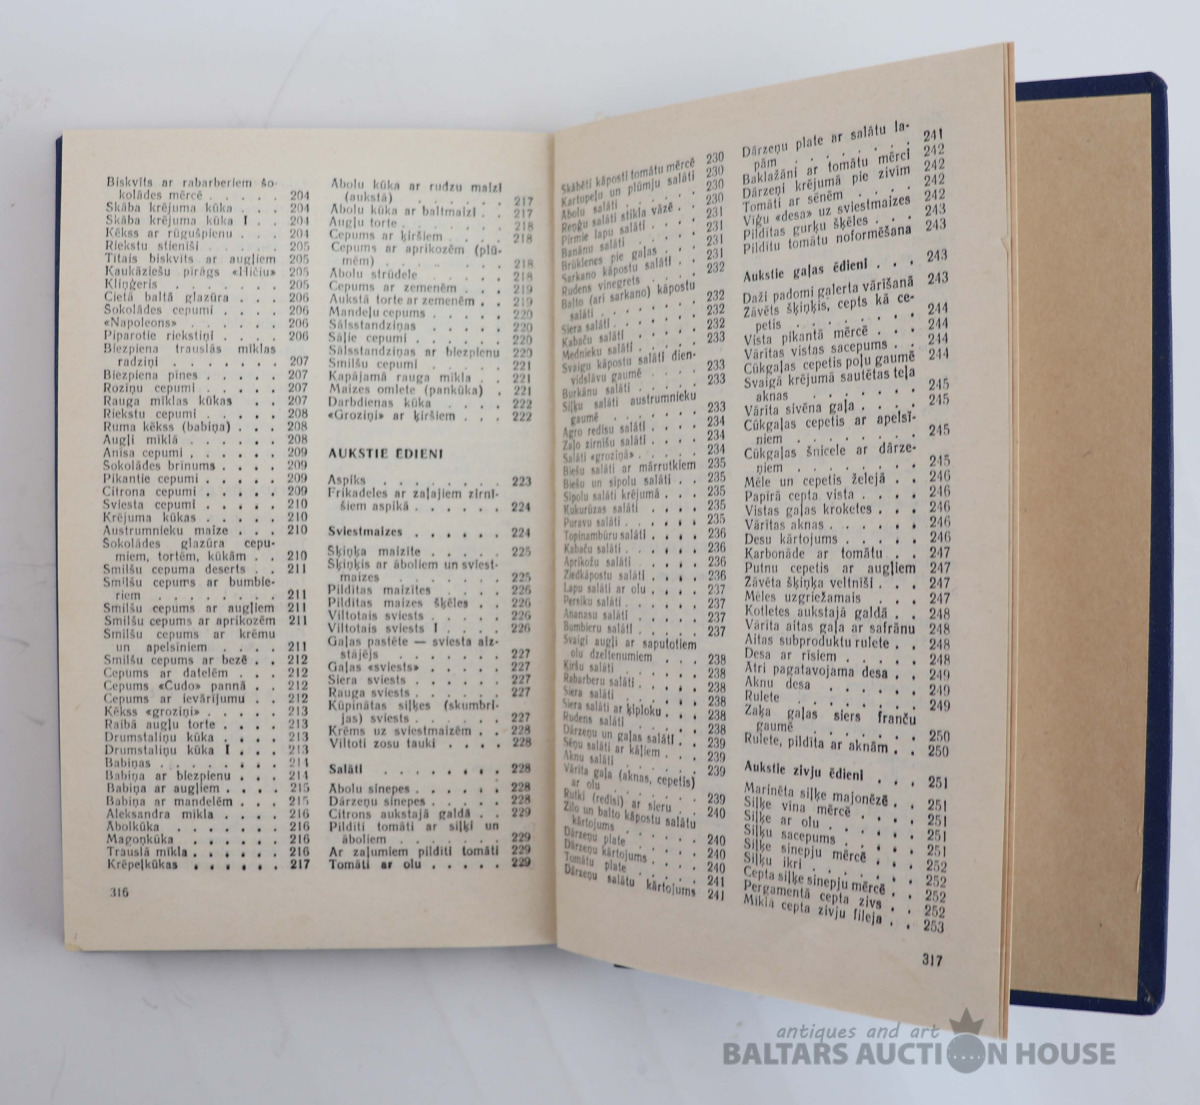 Biskvīts ar rabarberiem šo-
kolādes mērcē . . . . . 204
Skāba krējuma kūka . . . 204
Skāba krējuma kūka I . . 204
Kēkss ar rūgušpienu . . . 204
Riekstu stieniši . . . . . 205
Titais biskvīts ar augļiem 205
Kaukāziešu pīrāgs «Hičiu» 205
Kliņģeris . . . . . . . 205
Cietā baltā glazūra . . . 206
Šokolādes cepumi . . . . 206
«Napoleons» . . . . . . 206
Piparotie riekstiņi . . . . 206
Biezpiena trauslās mīklas
radziņi . . . . . . . 207
Biezpiena pines . . . . . 207
Roziņu cepumi . . . . . 207
Rauga mīklas kūkas . . 207
Riekstu cepumi . . . . . 208
Ruma kēkss (babiņa) . . . 208
Augļi mīklā . . . . . . 208
Anīsa cepumi . . . . . . 209
Šokolādes brīnums . . . . 209
Pikantie cepumi . . . . . 209
Citrona cepumi . . . . . 209
Sviesta cepumi . . . . . 210
Krējuma kūkas . . . . . 210
Austrumnieku maize . . . 210
Šokolādes glazūra cepu-
miem, tortēm, kūkām . . 210
Smilšu cepuma deserts . . 211
Smilšu cepums ar bumbie-
riem . . . . . . . . 211
Smilšu cepums ar augļiem 211
Smilšu cepums ar aprikozēm 211
Smilšu cepums ar krēmu
un apelsīniem . . . . . 211
Smilšu cepums ar bezē . . 212
Cepums ar datelēm . . . 212
Cepums «Čudo» pannā . . 212
Cepums ar ievārījumu . . 212
Kēkss «groziņi» . . . . . 213
Raibā augļu torte . . . . 213
Drumstaliņu kūka . . . . 213
Drumstaliņu kūka I . . . 213
Babiņas . . . . . . . . 214
Babiņa ar biezpienu . . . 214
Babiņa ar augļiem . . . . 215
Babiņa ar mandelēm . . . 215
Aleksandra mīkla . . . . 216
Ābolkūka . . . . . . . 216
Magoņkūka . . . . . . . 216
Trauslā mīkla . . . . . . 216
Krēpeļkūkas . . . . . . 217
316
Ābolu kūka ar rudzu maizi
(aukstā) . . . . . . . 217
Ābolu kūka ar baltmaizi . . 217
Augļu torte . . . . . . . 218
Cepums ar ķiršiem . . . . 218
Cepums ar aprikozēm (plū-
mēm) . . . . . . . . 218
Ābolu strūdele . . . . . 218
Cepums ar zemenēm . . . 219
Aukstā torte ar zemenēm . . 219
Mandeļu cepums . . . . . 220
Sālsstandziņas . . . . . 220
Sāļie cepumi . . . . . . 220
Sālsstandziņas ar biezpienu 220
Smilšu cepumi . . . . . 221
Kapājamā rauga mīkla . . 221
Maizes omlete (pankūka) . . 221
Darbdienas kūka . . . . . 222
«Groziņi» ar ķiršiem . . . 222
AUKSTIE ĒDIENI
Aspiks . . . . . . . . 223
Frikadeles ar zaļajiem zirnī-
šiem aspikā . . . . . . 224
Sviestmaizes . . . . . . 224
Šķiņķa maizīte . . . . . 225
Šķiņķis ar āboliem un sviest-
maizes . . . . . . . 225
Pildītas maizītes . . . . 226
Pildītas maizes šķēles . . 226
Viltotais sviests . . . . . 226
Viltotais sviests I . . . . 226
Gaļas pastēte — sviesta aiz-
stājējs . . . . . . . 227
Gaļas «sviests» . . . . . 227
Siera sviests . . . . . . 227
Rauga sviests . . . . . . 227
Kūpinātas siļķes (skumbri-
jas) sviests . . . . . . 227
Krēms uz sviestmaizēm . . 228
Viltoti zosu tauki . . . . 228
Salāti . . . . . . . . 228
Ābolu sinepes . . . . . . 228
Dārzeņu sinepes . . . . . 228
Citrons aukstajā galdā . . 229
Pildīti tomāti ar siļķi un
āboliem . . . . . . . 229
Ar zaļumiem pildīti tomāti 229
Tomāti ar olu . . . . . . 229
Skābēti kāposti tomātu mērcē 230
Kartupeļu un plūmju salāti 230
Ābolu salāti . . . . . . 230
Reņģu salāti stikla vāzē . . 230
Pirmie lapu salāti . . . . 231
Banānu salāti . . . . . 231
Brūklenes pie gaļas . . . 231
Sarkano kāpostu salāti . . 231
Rudens vinegrets . . . . 232
Balto (arī sarkano) kāpostu
salāti . . . . . . . . 232
Siera salāti . . . . . . 232
Kabaču salāti . . . . . 232
Mednieku salāti . . . . . 233
Svaigu kāpostu salāti dien-
vidslāvu gaumē . . . . 233
Burkānu salāti . . . . . 233
Siļķu salāti austrumnieku
gaumē . . . . . . . 233
Agro redīsu salāti . . . . 234
Zaļo zirnīšu salāti . . . . 234
Salāti «groziņā» . . . . . 234
Biešu salāti ar mārrutkiem 235
Biešu un sīpolu salāti . . 235
Sīpolu salāti krējumā . . . 235
Kukurūzas salāti . . . . 235
Puravu salāti . . . . . 235
Topinambūru salāti . . . 236
Kabaču salāti . . . . . 236
Aprikožu salāti . . . . . 236
Ziedkāpostu salāti . . . . 236
Lapu salāti ar olu . . . . 237
Persiku salāti . . . . . 237
Ananasu salāti . . . . . 237
Bumbieru salāti . . . . . 237
Svaigi augļi ar saputotiem
olu dzeltenumiem . . . . 238
Ķiršu salāti . . . . . . 238
Rabarberu salāti . . . . 238
Siera salāti . . . . . . 238
Siera salāti ar ķiploku . . . 238
Rudens salāti . . . . . 238
Dārzeņu un gaļas salāti . . 239
Sēņu salāti ar kāļiem . . . 239
Aknu salāti . . . . . . 239
Vārīta gaļa (aknas, cepetis)
ar olu . . . . . . . . 239
Rutki (redīsi) ar sieru . . . 240
Zilo un balto kāpostu salātu
kārtojums . . . . . . 240
Dārzeņu plate . . . . . 240
Dārzeņu kārtojums . . . . 240
Tomātu plate . . . . . . 241
Dārzeņu salātu kārtojums 241
Dārzeņu plate ar salātu la-
pām . . . . . . . . 241
Baklažāni ar tomātu mērci 242
Dārzeņi krējumā pie zivīm 242
Tomāti ar sēnēm . . . . 242
Vīģu «desa» uz sviestmaizes 242
Pildītas gurķu šķēles . . . 243
Pildītu tomātu noformēšana 243
Aukstie gaļas ēdieni . . . 243
Daži padomi galerta vārīšanā 243
Zāvēts šķiņķis, cepts kā ce-
petis . . . . . . . . 244
Vista pikantā mērcē . . . 244
Vārītas vistas sacepums . . 244
Cūkgaļas cepetis poļu gaumē 244
Svaigā krējumā sautētas teļa
aknas . . . . . . . . 245
Vārīta sivēna gaļa . . . . 245
Cūkgaļas cepetis ar apelsī-
niem . . . . . . . . 245
Cūkgaļas šnicele ar dārze-
ņiem . . . . . . . . 245
Mēle un cepetis želejā . . 246
Papīrā cepta vista . . . . 246
Vistas gaļas kroketes . . . 246
Vārītas aknas . . . . . . 246
Desu kārtojums . . . . . 246
Karbonāde ar tomātu . . . 247
Putnu cepetis ar augļiem 247
Zāvēta šķiņķa veltnīši . . . 247
Mēles uzgriežamais . . . 247
Kotletes aukstajā galdā . . 248
Vārīta aitas gaļa ar safrānu 248
Aitas subproduktu rulete . . 248
Desa ar rīsiem . . . . . 248
Ātri pagatavojama desa . . 249
Aknu desa . . . . . . . 249
Rulete . . . . . . . . 249
Zaķa gaļas siers franču
gaumē . . . . . . . . 250
Rulete, pildīta ar aknām . . 250
Aukstie zivju ēdieni . . . 251
Marinēta siļķe majonēzē . . 251
Siļķe vīna mērcē . . . . 251
Siļķe ar olu . . . . . . 251
Siļķu sacepums . . . . . 251
Siļķe sinepju mērcē . . . 252
Siļķu ikri . . . . . . . 252
Cepta siļķe sinepju mērcē . . 252
Pergamentā cepta zivs . . 252
Mīklā cepta zivju fileja . . 253
317
antiques and art
BALTARS AUCTION HOUSE